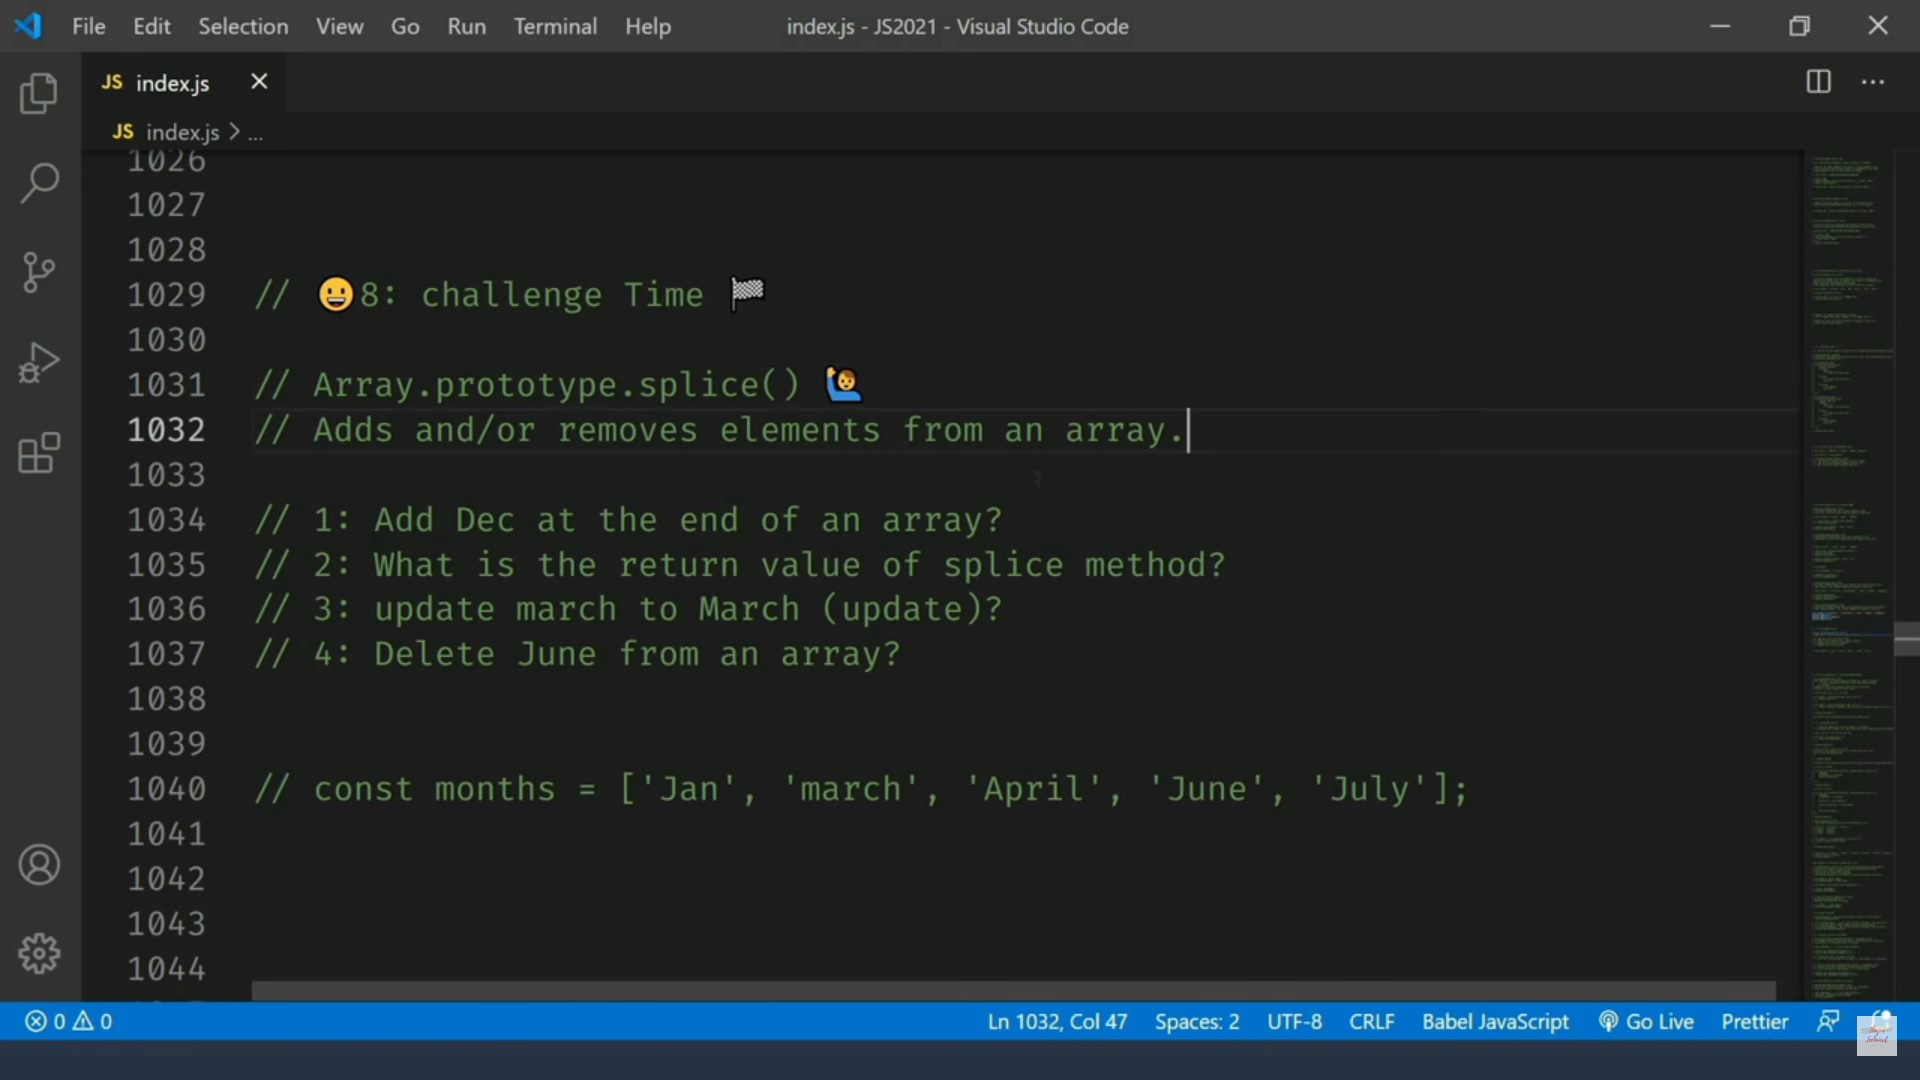 File Edit Selection View Go Run Terminal Help index.js - JS2021 - Visual Studio Code
JS index.js
JS index.js > ...
1026
1027
1028
1029 // 😀8: challenge Time 🏁
1030
1031 // Array.prototype.splice() 🙋‍♂️
1032 // Adds and/or removes elements from an array.
1033
1034 // 1: Add Dec at the end of an array?
1035 // 2: What is the return value of splice method?
1036 // 3: update march to March (update)?
1037 // 4: Delete June from an array?
1038
1039
1040 // const months = ['Jan', 'march', 'April', 'June', 'July'];
1041
1042
1043
1044
0 0 Ln 1032, Col 47 Spaces: 2 UTF-8 CRLF Babel JavaScript Go Live Prettier